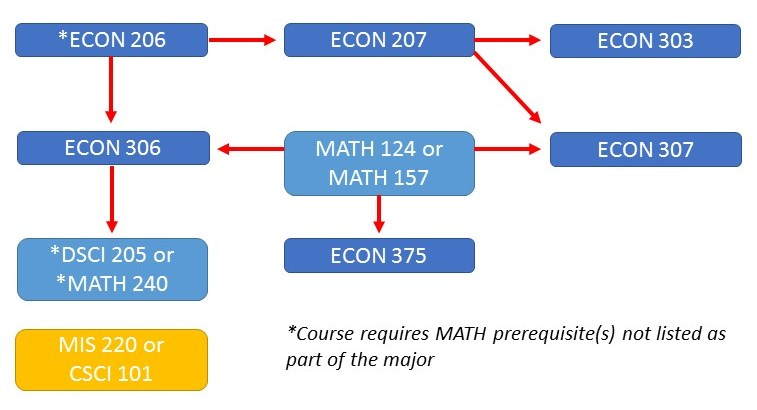 *ECON 206
ECON 207
ECON 303
ECON 306
MATH 124 or
MATH 157
ECON 307
*DSCI 205 or
*MATH 240
ECON 375
MIS 220 or
CSCI 101
*Course requires MATH prerequisite(s) not listed as
part of the major